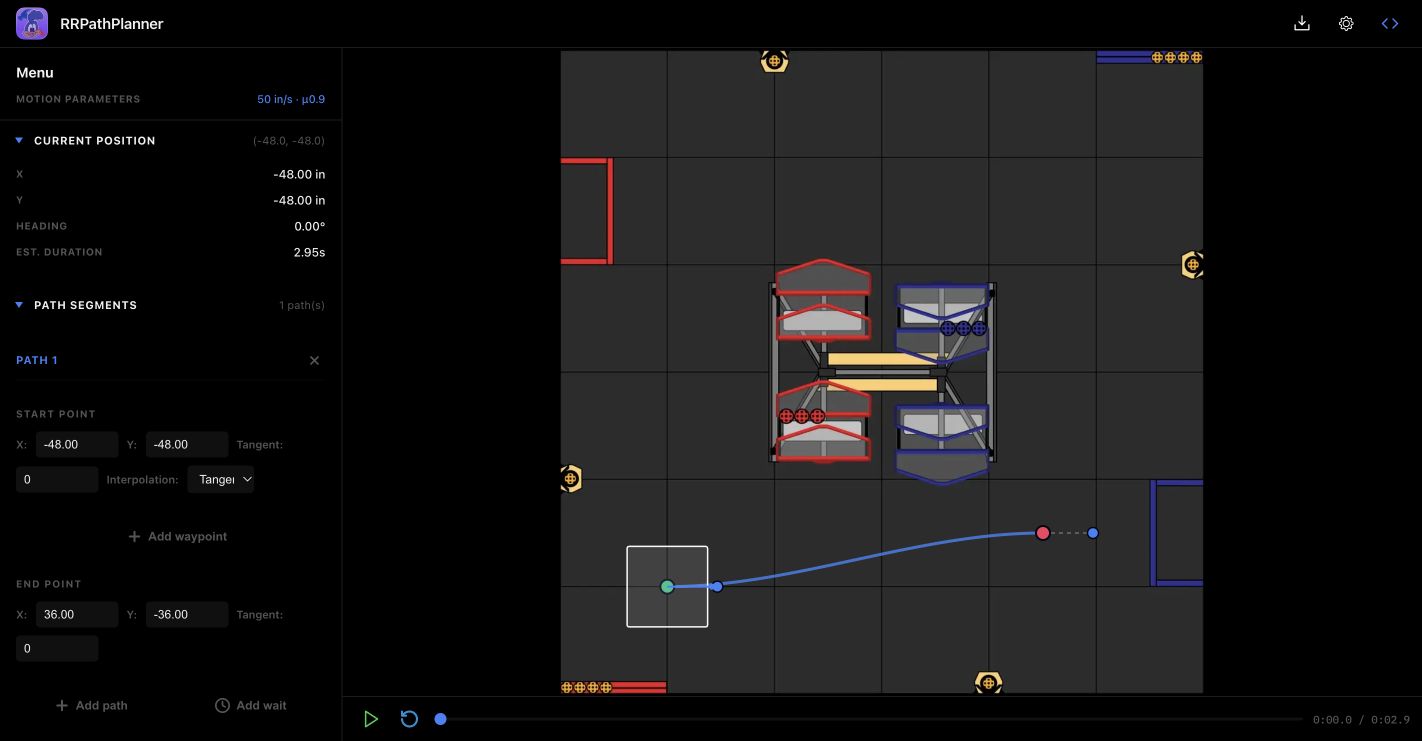 RRPathPlanner
Menu
MOTION PARAMETERS 50 in/s · μ0.9
CURRENT POSITION (-48.0, -48.0)
X -48.00 in
Y -48.00 in
HEADING 0.00°
EST. DURATION 2.95s
PATH SEGMENTS 1 path(s)
PATH 1
START POINT
X: -48.00 Y: -48.00 Tangent:
0 Interpolation: Tanger
Add waypoint
END POINT
X: 36.00 Y: -36.00 Tangent:
0
Add path Add wait
0:00.0 / 0:02.9